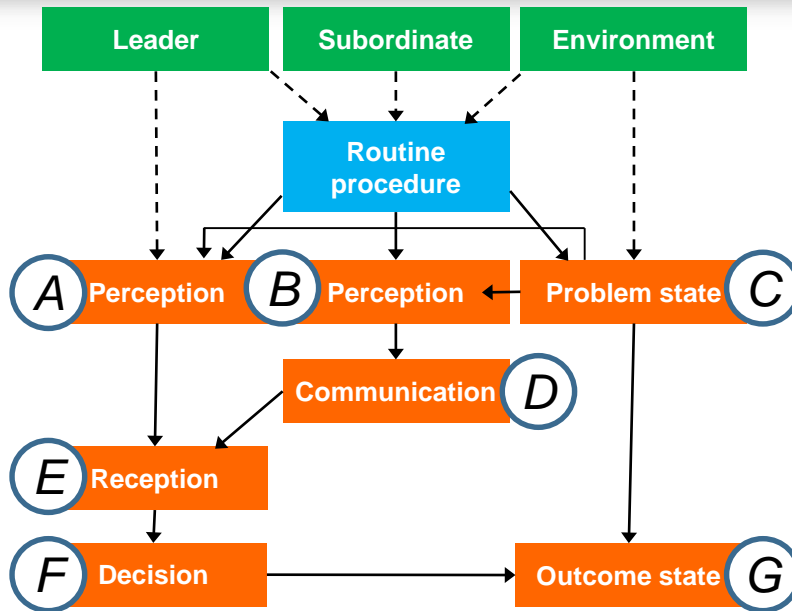 Leader
Subordinate
Environment
Routine
procedure
A
Perception
B
Perception
Problem state
C
Communication
D
E
Reception
F
Decision
Outcome state
G